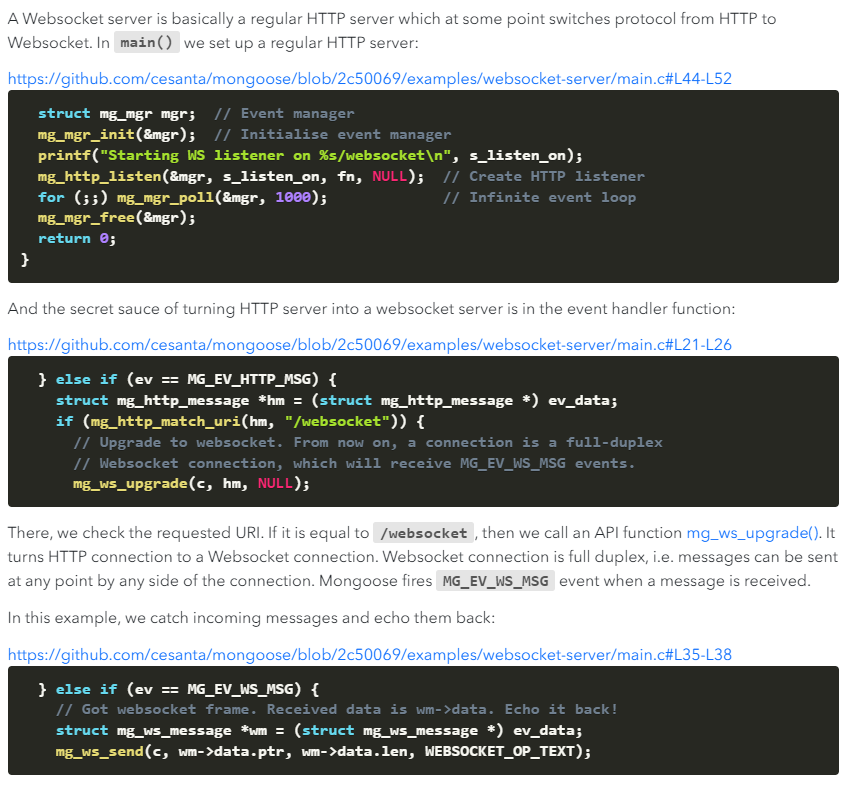 A Websocket server is basically a regular HTTP server which at some point switches protocol from HTTP to
Websocket. In main() we set up a regular HTTP server:
https://github.com/cesanta/mongoose/blob/2c50069/examples/websocket-server/main.c#L44-L52
  struct mg_mgr mgr;  // Event manager
  mg_mgr_init(&mgr);  // Initialise event manager
  printf("Starting WS listener on %s/websocket\n", s_listen_on);
  mg_http_listen(&mgr, s_listen_on, fn, NULL);  // Create HTTP listener
  for (;;) mg_mgr_poll(&mgr, 1000);             // Infinite event loop
  mg_mgr_free(&mgr);
  return 0;
}
And the secret sauce of turning HTTP server into a websocket server is in the event handler function:
https://github.com/cesanta/mongoose/blob/2c50069/examples/websocket-server/main.c#L21-L26
  } else if (ev == MG_EV_HTTP_MSG) {
    struct mg_http_message *hm = (struct mg_http_message *) ev_data;
    if (mg_http_match_uri(hm, "/websocket")) {
      // Upgrade to websocket. From now on, a connection is a full-duplex
      // Websocket connection, which will receive MG_EV_WS_MSG events.
      mg_ws_upgrade(c, hm, NULL);
There, we check the requested URI. If it is equal to /websocket, then we call an API function mg_ws_upgrade(). It
turns HTTP connection to a Websocket connection. Websocket connection is full duplex, i.e. messages can be sent
at any point by any side of the connection. Mongoose fires MG_EV_WS_MSG event when a message is received.
In this example, we catch incoming messages and echo them back:
https://github.com/cesanta/mongoose/blob/2c50069/examples/websocket-server/main.c#L35-L38
  } else if (ev == MG_EV_WS_MSG) {
    // Got websocket frame. Received data is wm->data. Echo it back!
    struct mg_ws_message *wm = (struct mg_ws_message *) ev_data;
    mg_ws_send(c, wm->data.ptr, wm->data.len, WEBSOCKET_OP_TEXT);